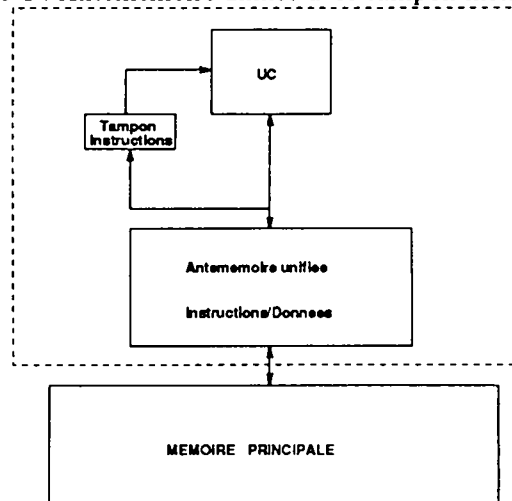 UC
Tampon
Instructions
Antememoire unifiee
Instructions/Donnees
MEMOIRE PRINCIPALE